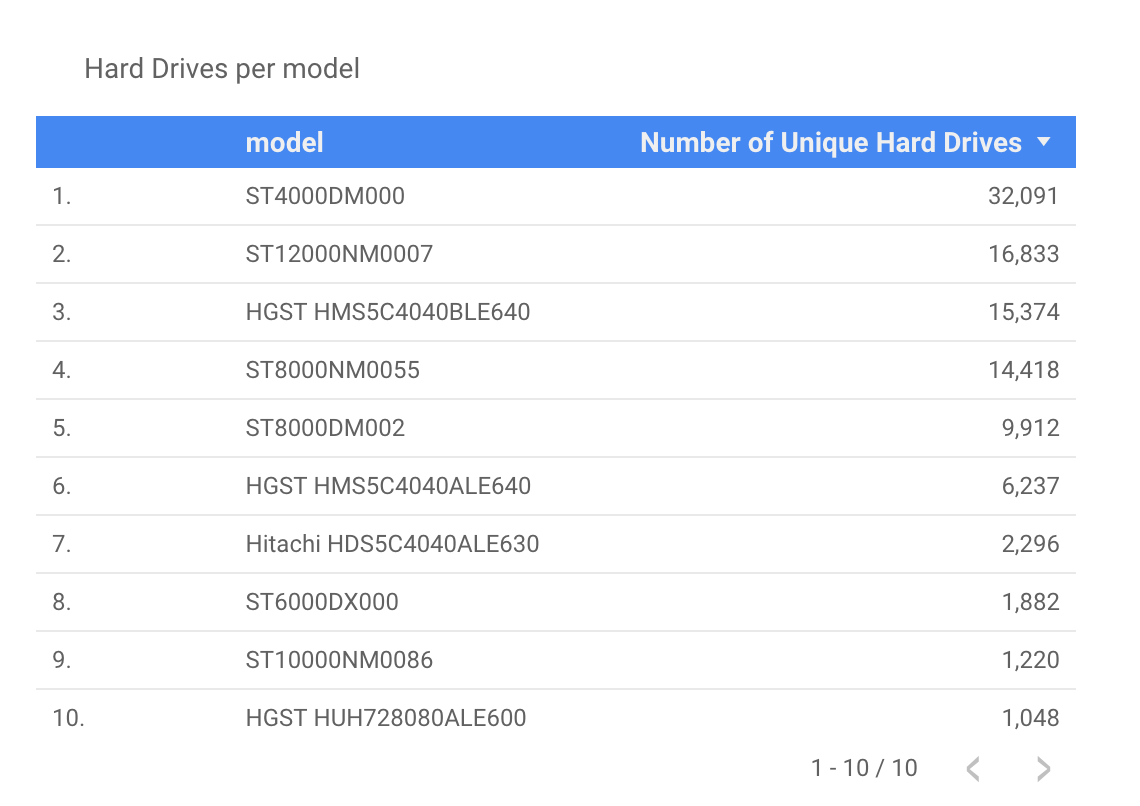 Hard Drives per model
model Number of Unique Hard Drives
1. ST4000DM000 32,091
2. ST12000NM0007 16,833
3. HGST HMS5C4040BLE640 15,374
4. ST8000NM0055 14,418
5. ST8000DM002 9,912
6. HGST HMS5C4040ALE640 6,237
7. Hitachi HDS5C4040ALE630 2,296
8. ST6000DX000 1,882
9. ST10000NM0086 1,220
10. HGST HUH728080ALE600 1,048
1 - 10 / 10